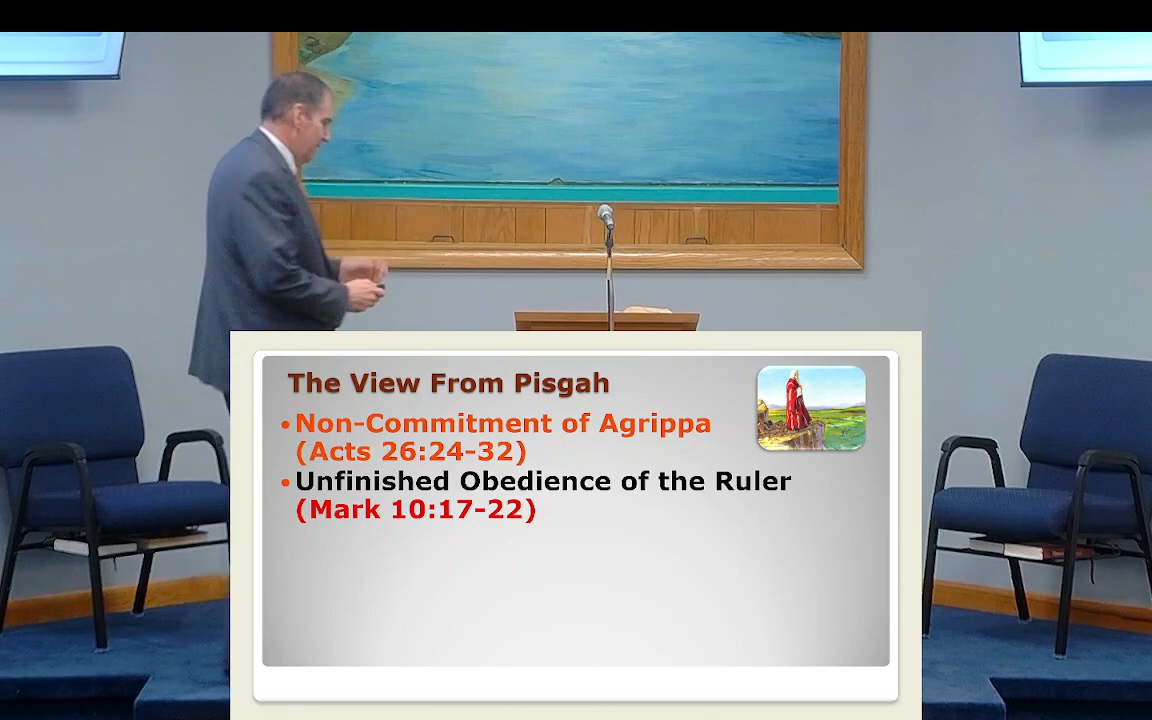 The View From Pisgah
•Non-Commitment of Agrippa
(Acts 26:24-32)
•Unfinished Obedience of the Ruler
(Mark 10:17-22)